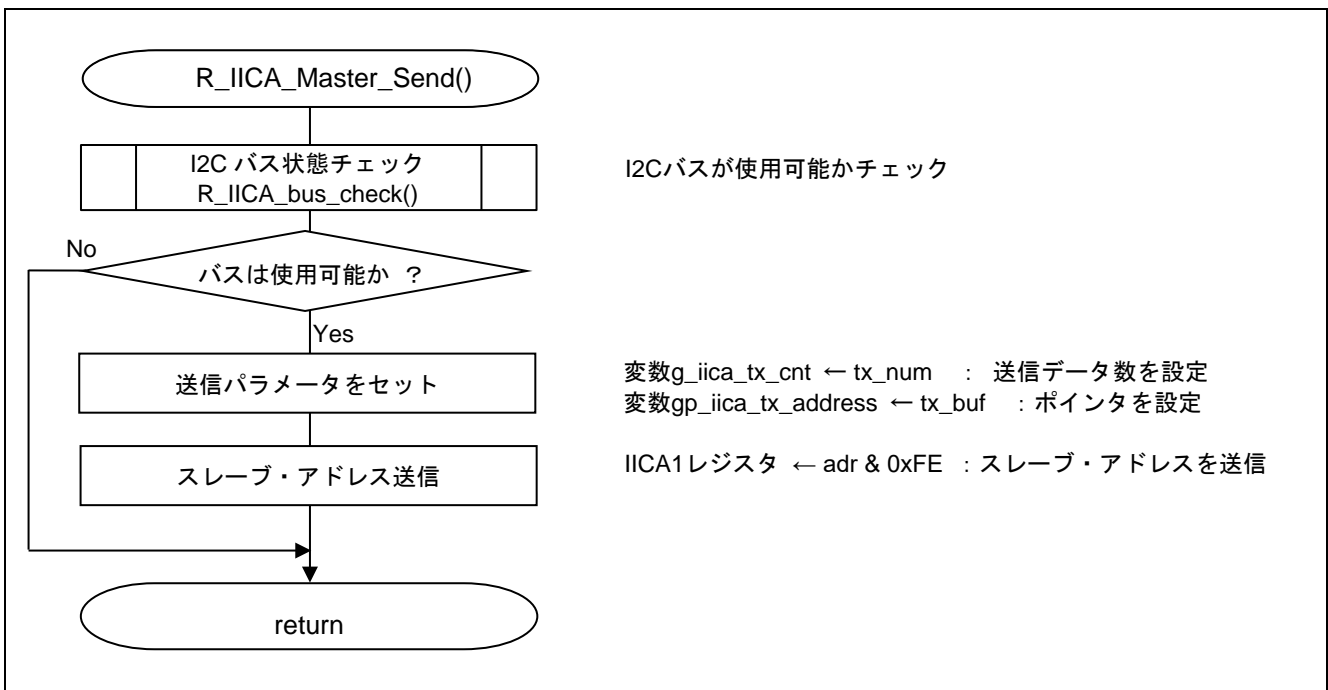 R_IICA_Master_Send()
I2C バス状態チェック
R_IICA_bus_check()
I2Cバスが使用可能かチェック
No
バスは使用可能か ？
Yes
送信パラメータをセット
変数g_iica_tx_cnt ← tx_num ： 送信データ数を設定
変数gp_iica_tx_address ← tx_buf ：ポインタを設定
スレーブ・アドレス送信
IICA1レジスタ ← adr & 0xFE ：スレーブ・アドレスを送信
return